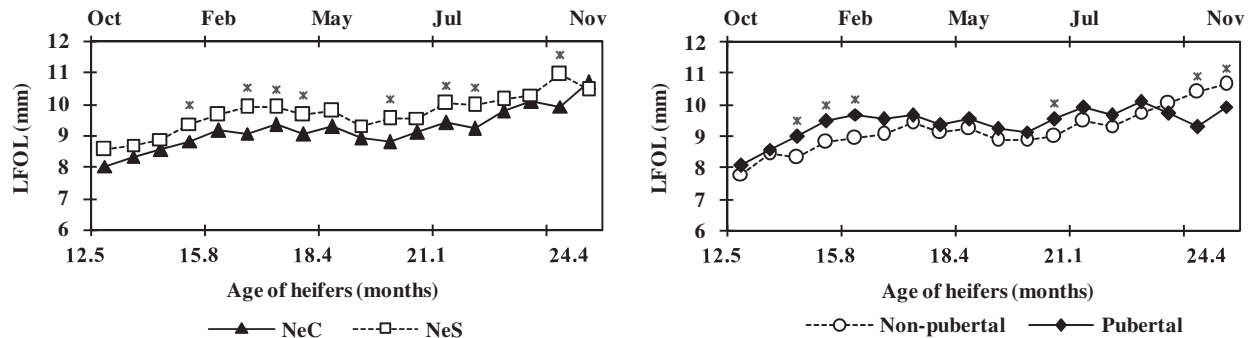 Oct Feb May Jul Nov
12
11
10
9
8
7
6
LFOL (mm)
12.5 15.8 18.4 21.1 24.4
Age of heifers (months)
NeC NeS
Oct Feb May Jul Nov
12
11
10
9
8
7
6
LFOL (mm)
12.5 15.8 18.4 21.1 24.4
Age of heifers (months)
Non-pubertal Pubertal